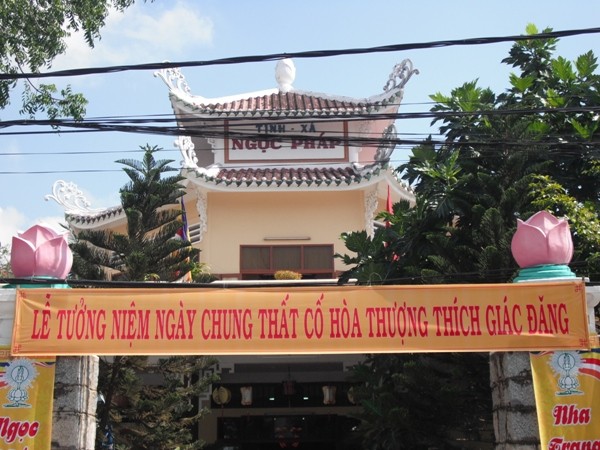 TỊNH - XÁ
NGỌC PHÁP
LỄ TƯỞNG NIỆM NGÀY CHUNG THẤT CỐ HÒA THƯỢNG THÍCH GIÁC ĐĂNG
Ngọc
Nha
Trang